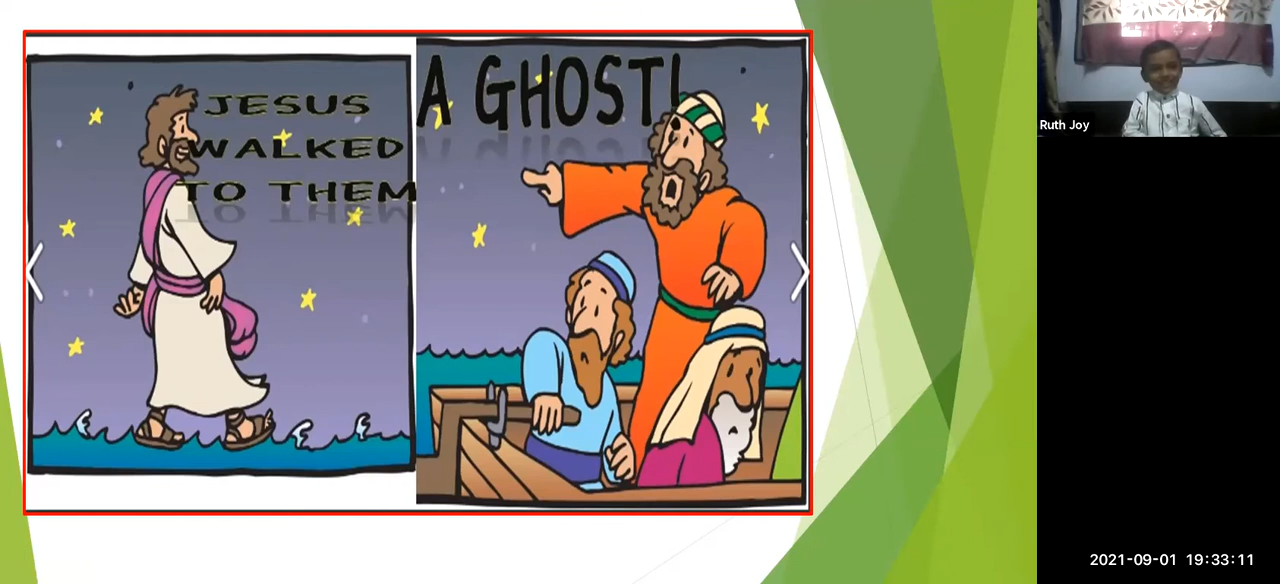 JESUS
WALKED
TO THEM
A GHOST!
Ruth Joy
2021-09-01 19:33:11